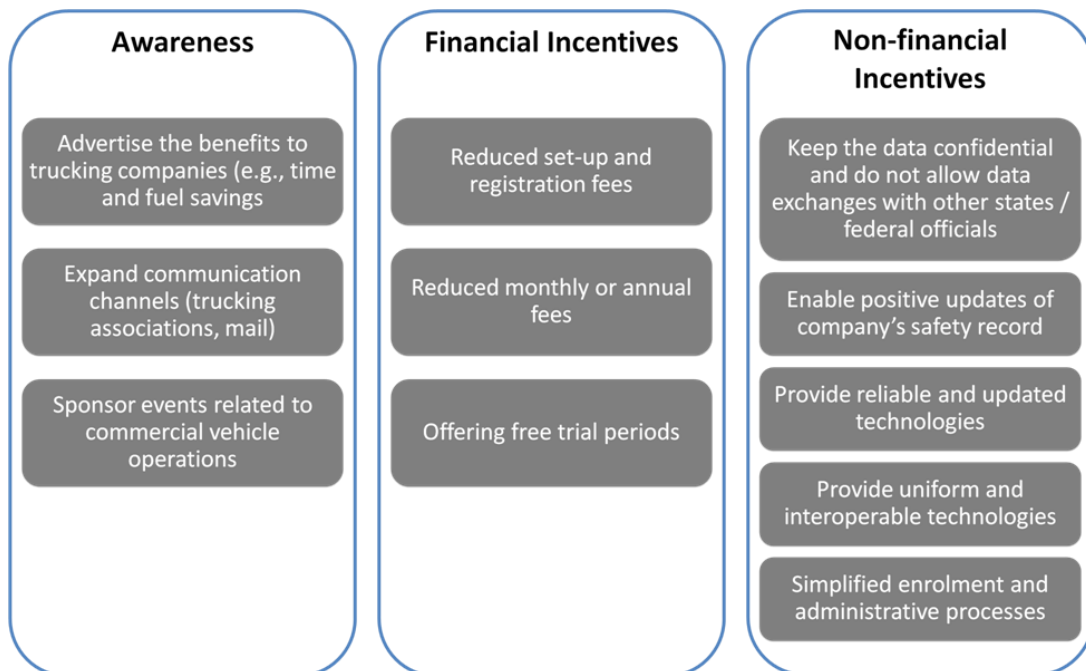 Awareness
Advertise the benefits to
trucking companies (e.g., time
and fuel savings
Expand communication
channels (trucking
associations, mail)
Sponsor events related to
commercial vehicle
operations
Financial Incentives
Reduced set-up and
registration fees
Reduced monthly or annual
fees
Offering free trial periods
Non-financial
Incentives
Keep the data confidential
and do not allow data
exchanges with other states /
federal officials
Enable positive updates of
company’s safety record
Provide reliable and updated
technologies
Provide uniform and
interoperable technologies
Simplified enrolment and
administrative processes